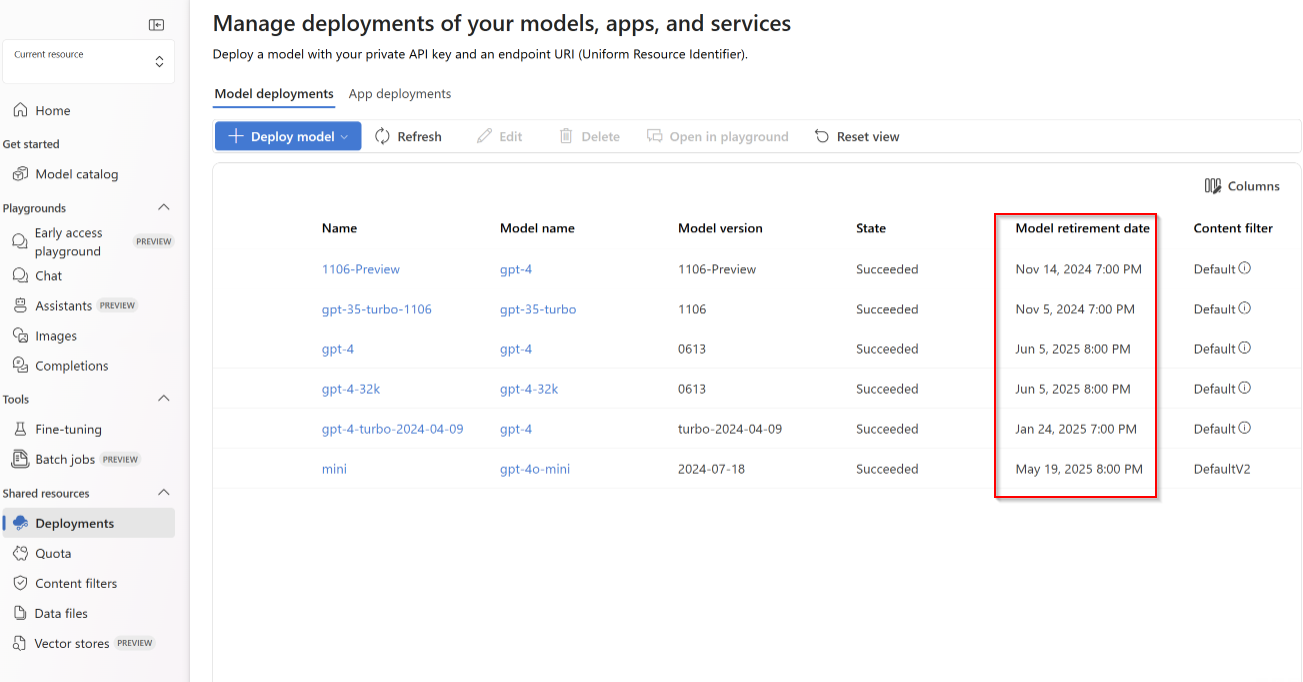 Current resource
Home
Get started
Model catalog
Playgrounds
Early access
playground PREVIEW
Chat
Assistants PREVIEW
Images
Completions
Tools
Fine-tuning
Batch jobs PREVIEW
Shared resources
Deployments
Quota
Content filters
Data files
Vector stores PREVIEW
Manage deployments of your models, apps, and services
Deploy a model with your private API key and an endpoint URI (Uniform Resource Identifier).
Model deployments App deployments
Deploy model Refresh Edit Delete Open in playground Reset view
Columns
Name Model name Model version State Model retirement date Content filter
1106-Preview gpt-4 1106-Preview Succeeded Nov 14, 2024 7:00 PM Default
gpt-35-turbo-1106 gpt-35-turbo 1106 Succeeded Nov 5, 2024 7:00 PM Default
gpt-4 gpt-4 0613 Succeeded Jun 5, 2025 8:00 PM Default
gpt-4-32k gpt-4-32k 0613 Succeeded Jun 5, 2025 8:00 PM Default
gpt-4-turbo-2024-04-09 gpt-4 turbo-2024-04-09 Succeeded Jan 24, 2025 7:00 PM Default
mini gpt-4o-mini 2024-07-18 Succeeded May 19, 2025 8:00 PM DefaultV2